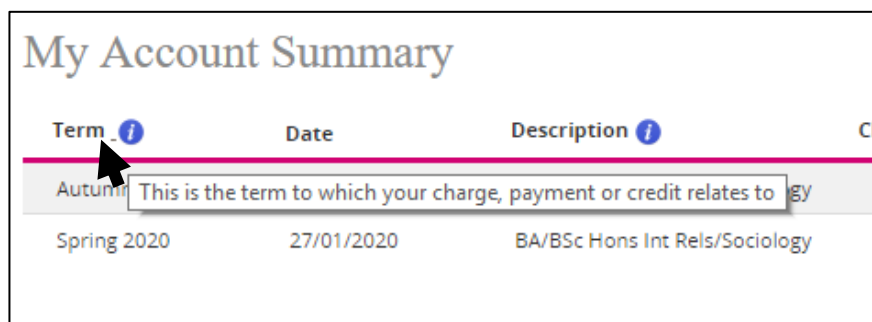 My Account Summary
Term Date Description
This is the term to which your charge, payment or credit relates to
Spring 2020 27/01/2020 BA/BSc Hons Int Rels/Sociology